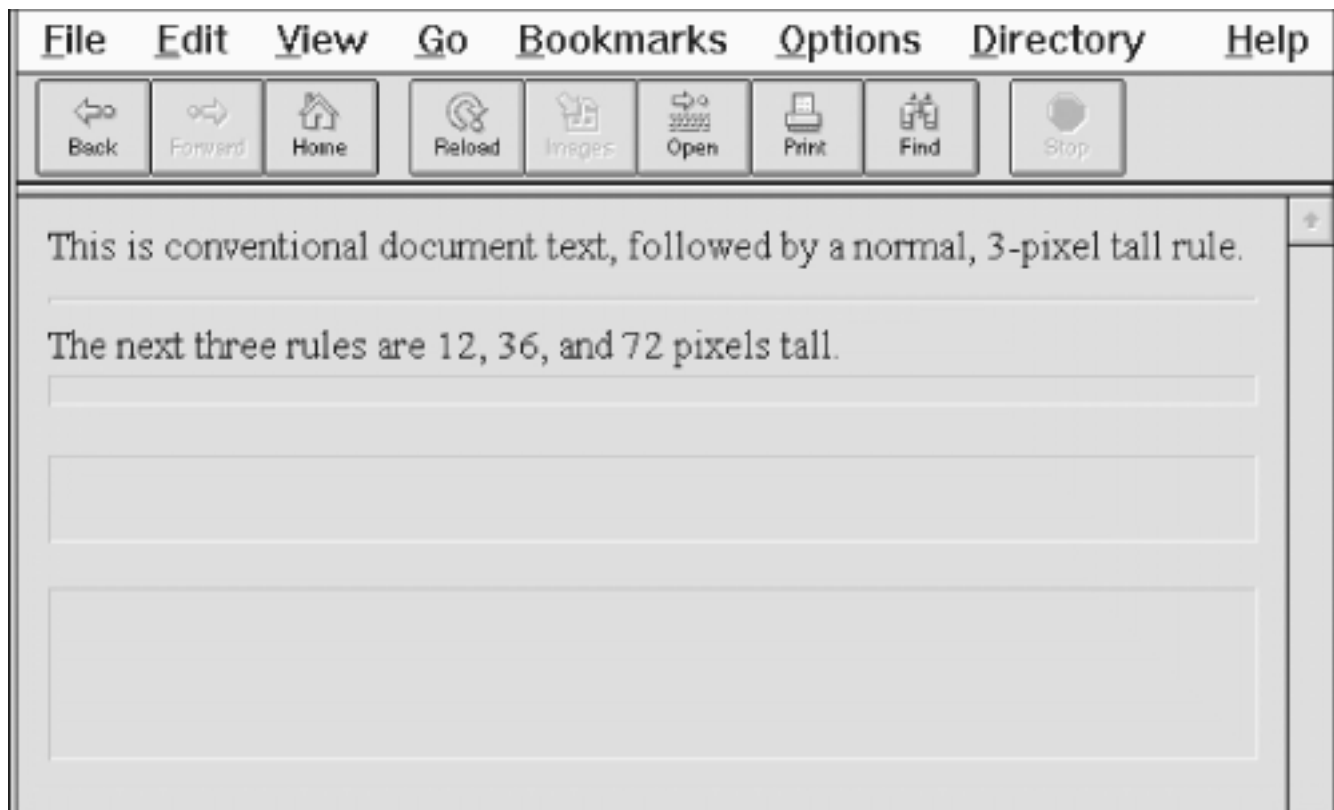 File Edit View Go Bookmarks Options Directory Help
Back Forward Home Reload Images Open Print Find Stop
This is conventional document text, followed by a normal, 3-pixel tall rule.
The next three rules are 12, 36, and 72 pixels tall.